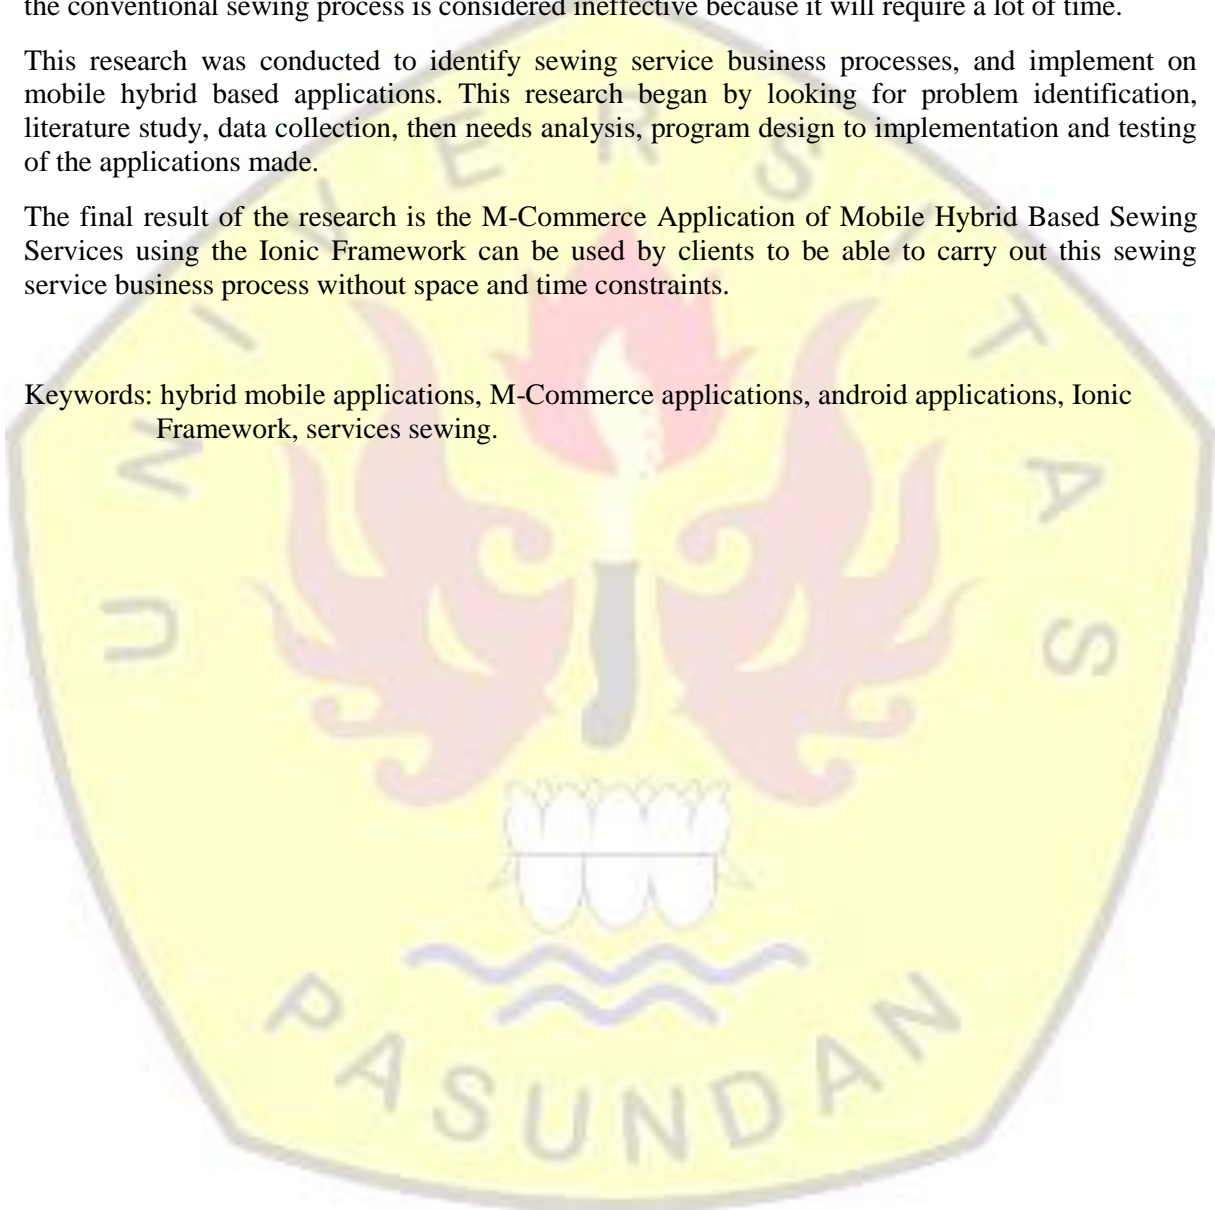 the conventional sewing process is considered ineffective because it will require a lot of time.
This research was conducted to identify sewing service business processes, and implement on
mobile hybrid based applications. This research began by looking for problem identification,
literature study, data collection, then needs analysis, program design to implementation and testing
of the applications made.
The final result of the research is the M-Commerce Application of Mobile Hybrid Based Sewing
Services using the Ionic Framework can be used by clients to be able to carry out this sewing
service business process without space and time constraints.
Keywords: hybrid mobile applications, M-Commerce applications, android applications, Ionic
Framework, services sewing.
UNIVERSITAS
PASUNDAN